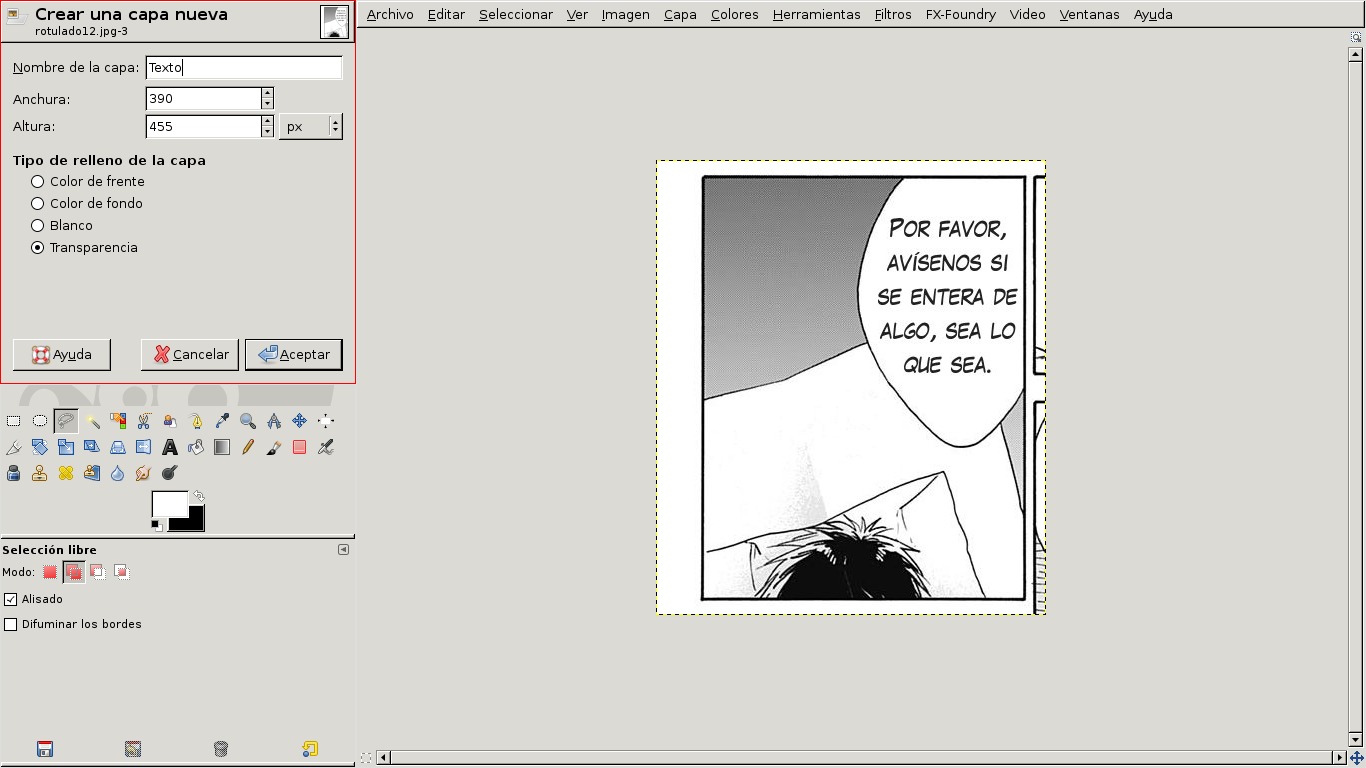 Crear una capa nueva
rotulado12.jpg-3
Nombre de la capa: Texto
Anchura: 390
Altura: 455 px
Tipo de relleno de la capa
Color de frente
Color de fondo
Blanco
Transparencia
Ayuda Cancelar Aceptar
Archivo Editar Seleccionar Ver Imagen Capa Colores Herramientas Filtros FX-Foundry Video Ventanas Ayuda
POR FAVOR,
AVÍSENOS SI
SE ENTERA DE
ALGO, SEA LO
QUE SEA.
Selección libre
Modo:
Alisado
Difuminar los bordes